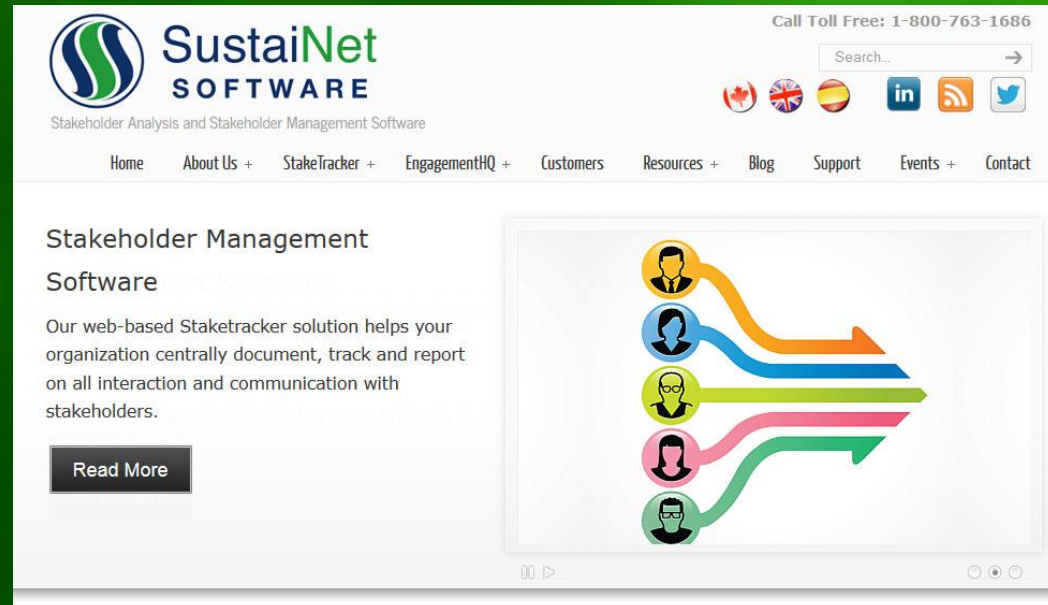 Call Toll Free: 1-800-763-1686
SustaiNet
SOFTWARE
Search...
in
Stakeholder Analysis and Stakeholder Management Software
Home About Us + StakeTracker + EngagementHQ + Customers Resources + Blog Support Events + Contact
Stakeholder Management
Software
Our web-based Staketracker solution helps your
organization centrally document, track and report
on all interaction and communication with
stakeholders.
Read More